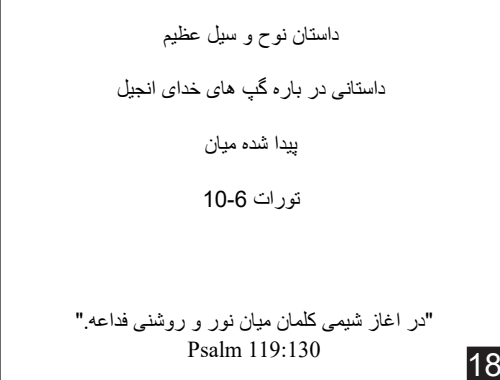 داستان نوح و سیل عظیم
داستانی در باره گپ های خدای انجیل
پیدا شده میان
تورات 6-10
"در اغاز شیمی کلمان میان نور و روشنی فداعه."
Psalm 119:130
18